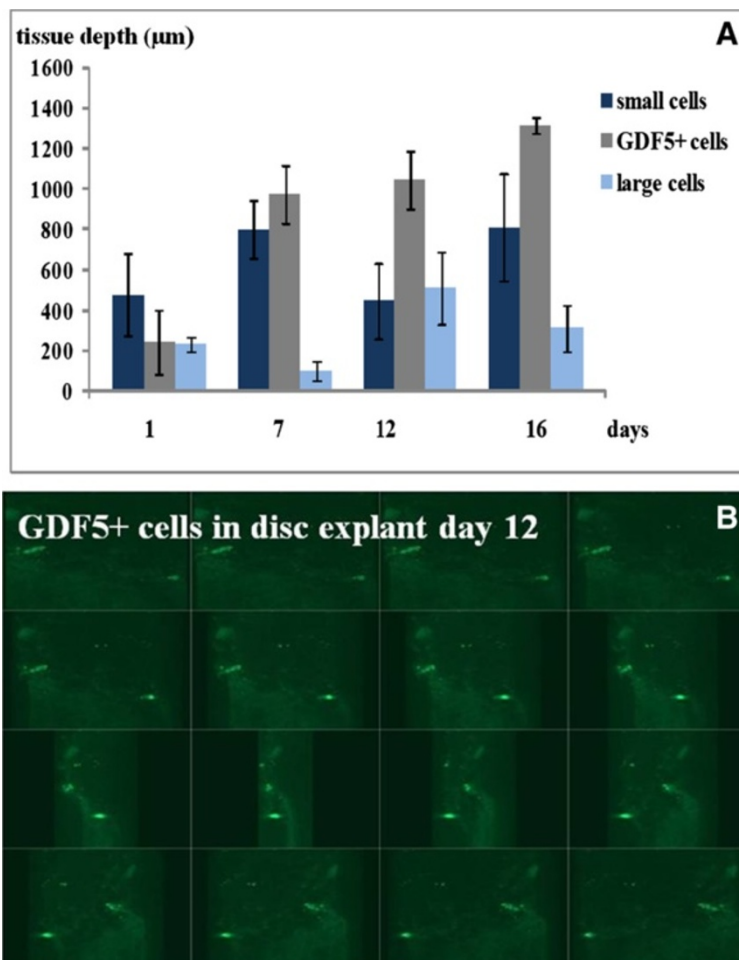 tissue depth (µm)
A
1600
1400
1200
1000
800
600
400
200
0
small cells
GDF5+ cells
large cells
1 7 12 16 days
GDF5+ cells in disc explant day 12
B